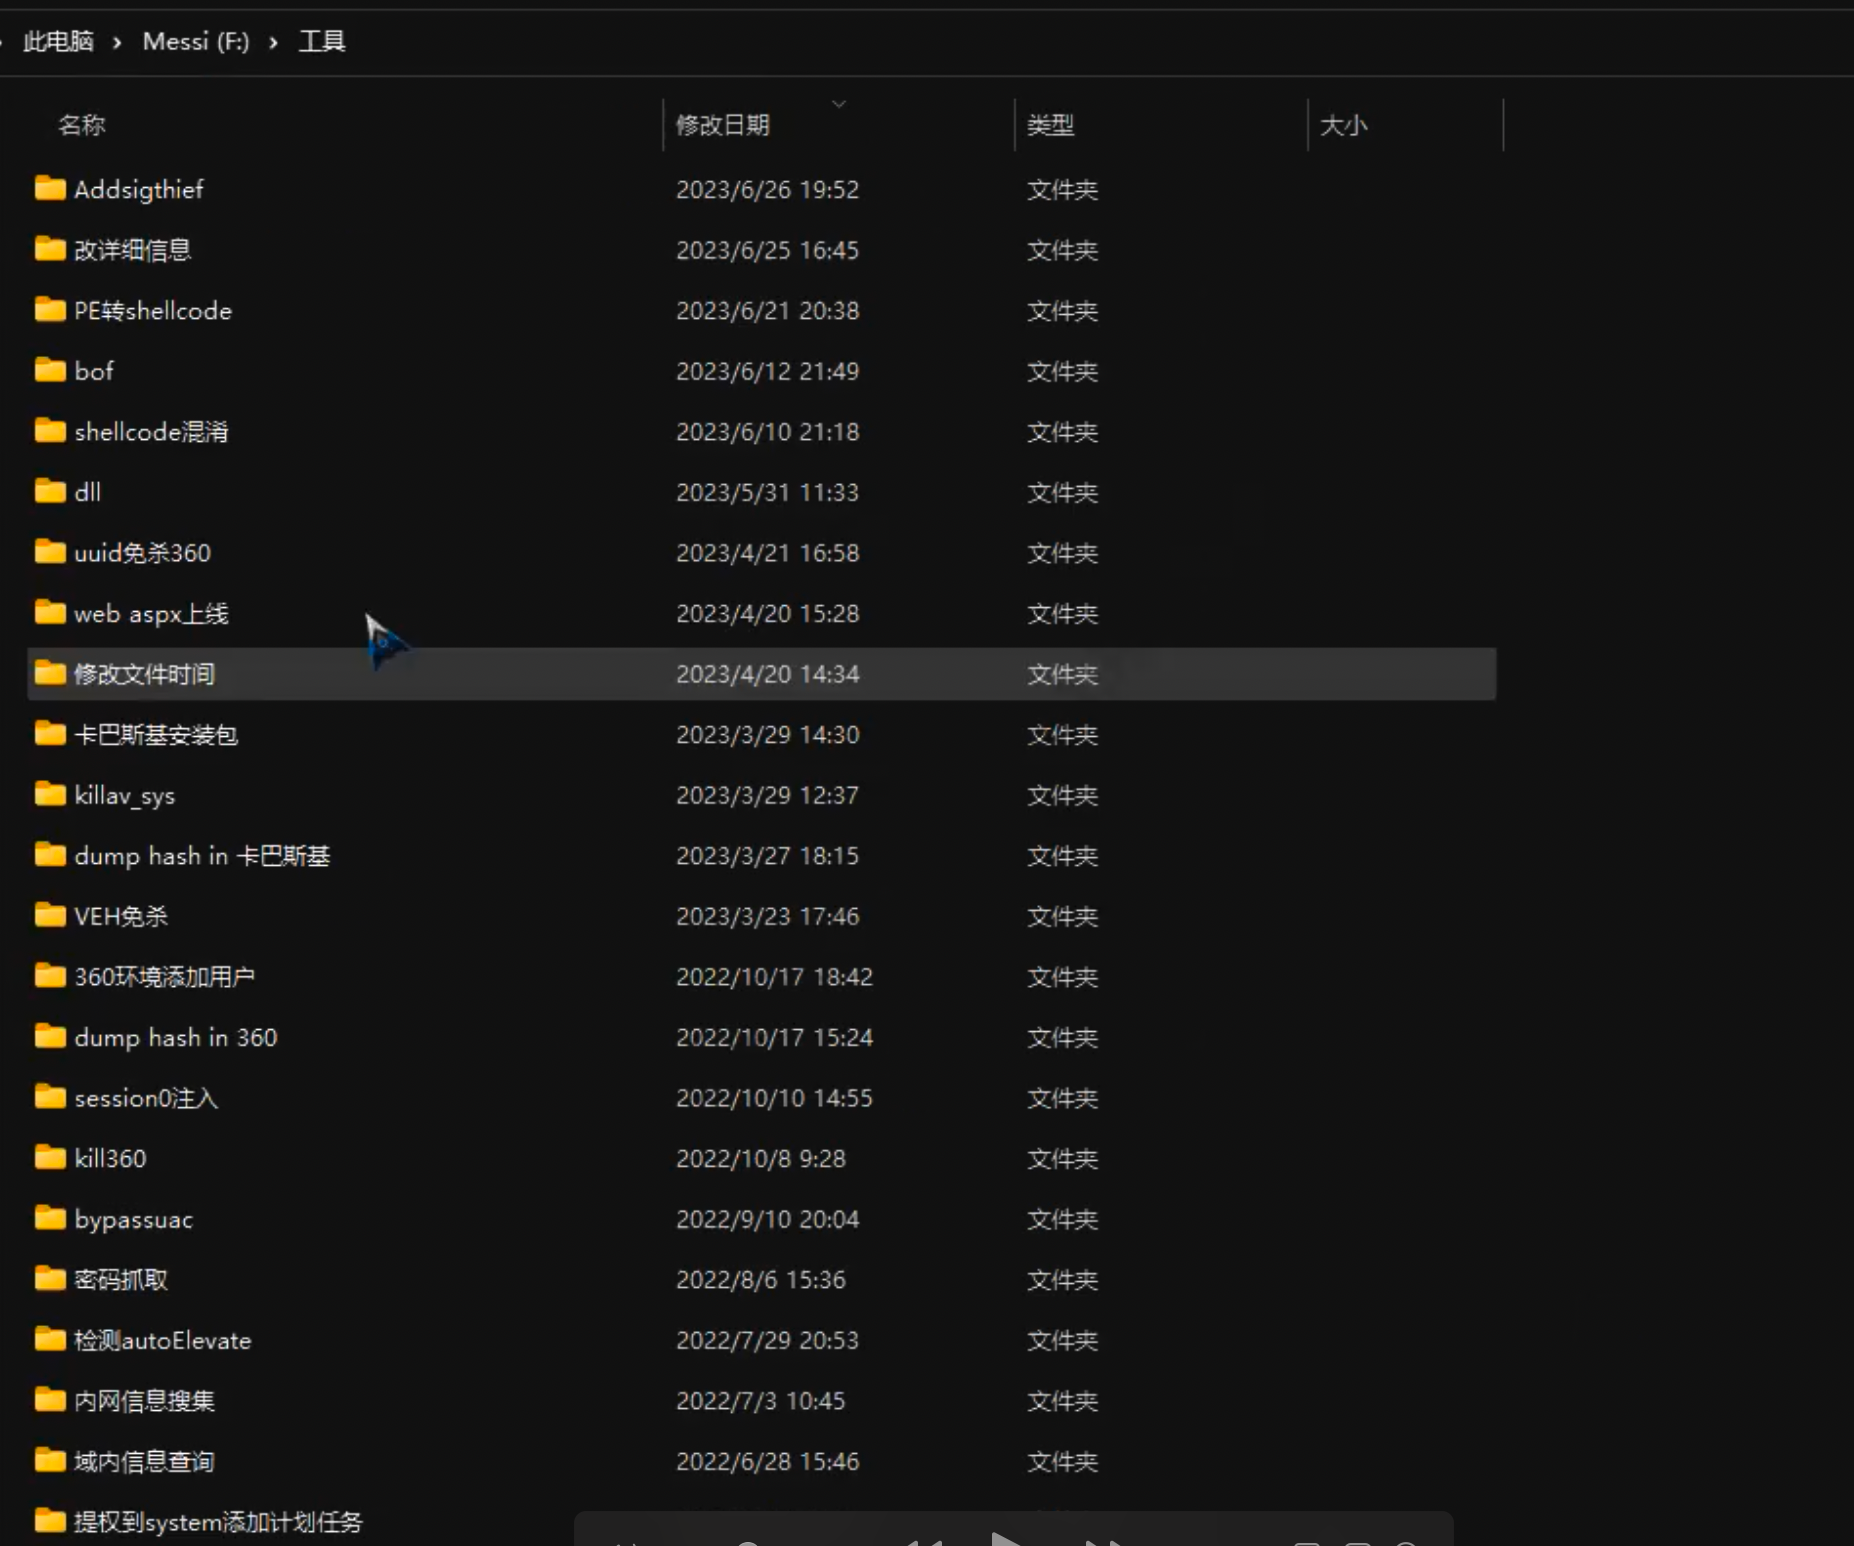 此电脑 › Messi (F:) › 工具
名称 修改日期 类型 大小
Addsigthief 2023/6/26 19:52 文件夹
改详细信息 2023/6/25 16:45 文件夹
PE转shellcode 2023/6/21 20:38 文件夹
bof 2023/6/12 21:49 文件夹
shellcode混淆 2023/6/10 21:18 文件夹
dll 2023/5/31 11:33 文件夹
uuid免杀360 2023/4/21 16:58 文件夹
web aspx上线 2023/4/20 15:28 文件夹
修改文件时间 2023/4/20 14:34 文件夹
卡巴斯基安装包 2023/3/29 14:30 文件夹
killav_sys 2023/3/29 12:37 文件夹
dump hash in 卡巴斯基 2023/3/27 18:15 文件夹
VEH免杀 2023/3/23 17:46 文件夹
360环境添加用户 2022/10/17 18:42 文件夹
dump hash in 360 2022/10/17 15:24 文件夹
session0注入 2022/10/10 14:55 文件夹
kill360 2022/10/8 9:28 文件夹
bypassuac 2022/9/10 20:04 文件夹
密码抓取 2022/8/6 15:36 文件夹
检测autoElevate 2022/7/29 20:53 文件夹
内网信息搜集 2022/7/3 10:45 文件夹
域内信息查询 2022/6/28 15:46 文件夹
提权到system添加计划任务